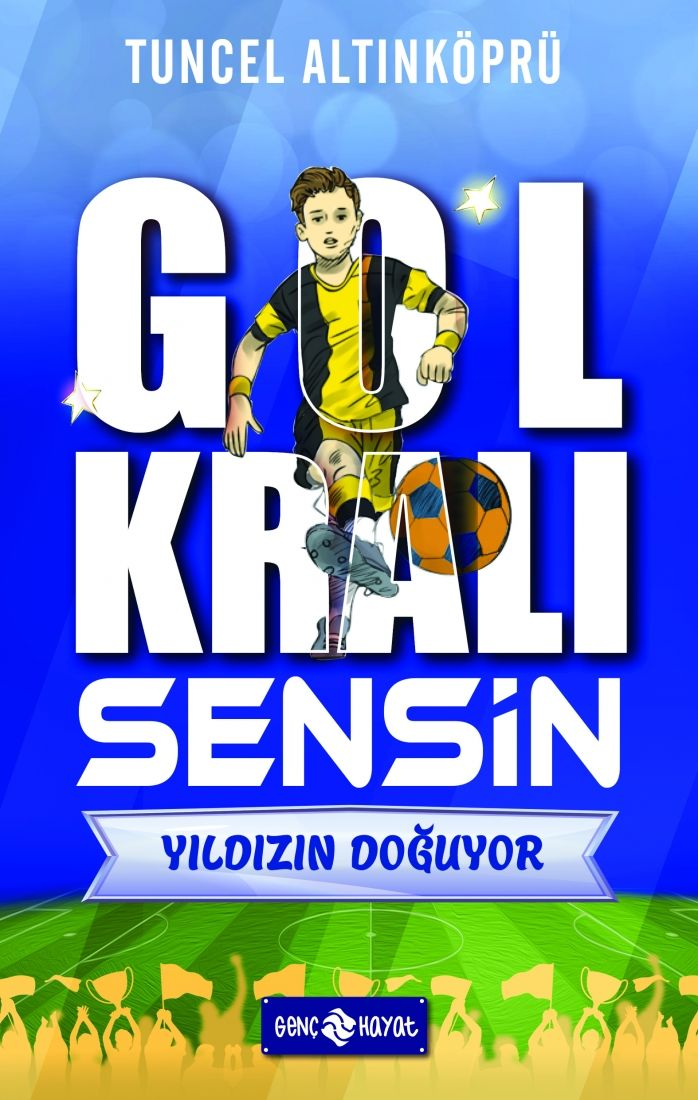 TUNCEL ALTINKÖPRÜ
GOL
KRALI
SENSİN
YILDIZIN DOĞUYOR
GENÇ HAYAT